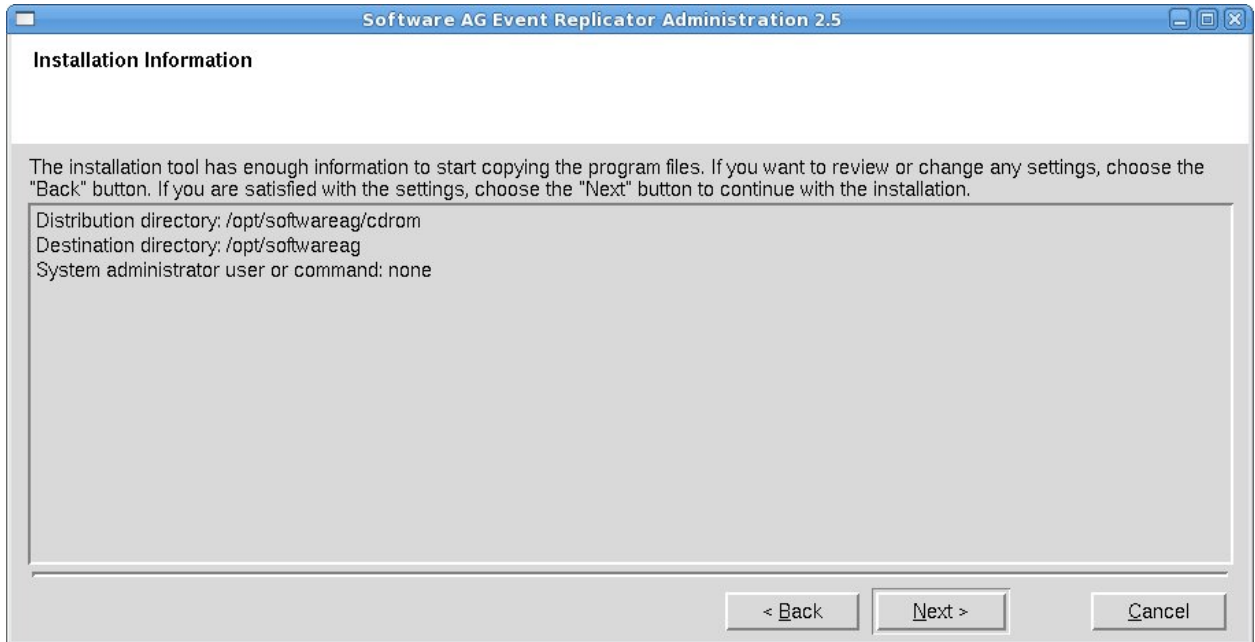 Software AG Event Replicator Administration 2.5
Installation Information
The installation tool has enough information to start copying the program files. If you want to review or change any settings, choose the
"Back" button. If you are satisfied with the settings, choose the "Next" button to continue with the installation.
Distribution directory: /opt/softwareag/cdrom
Destination directory: /opt/softwareag
System administrator user or command: none
< Back
Next >
Cancel